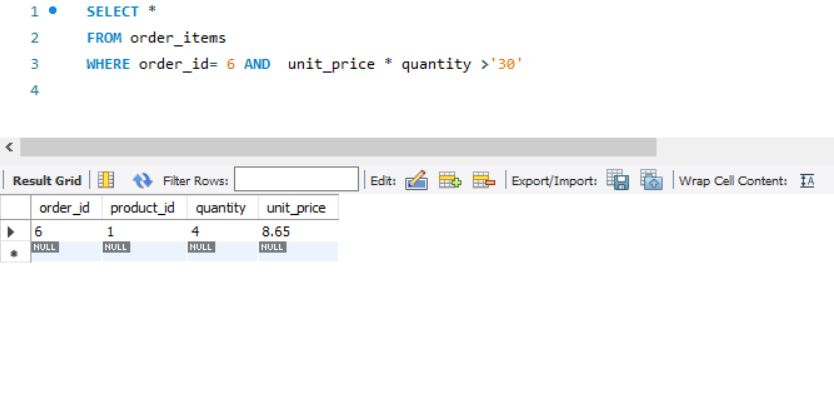 1 SELECT *
2 FROM order_items
3 WHERE order_id= 6 AND  unit_price * quantity >'30'
4
Result Grid Filter Rows: Edit: Export/Import: Wrap Cell Content: IA
order_id product_id quantity unit_price
6 1 4 8.65
NULL NULL NULL NULL